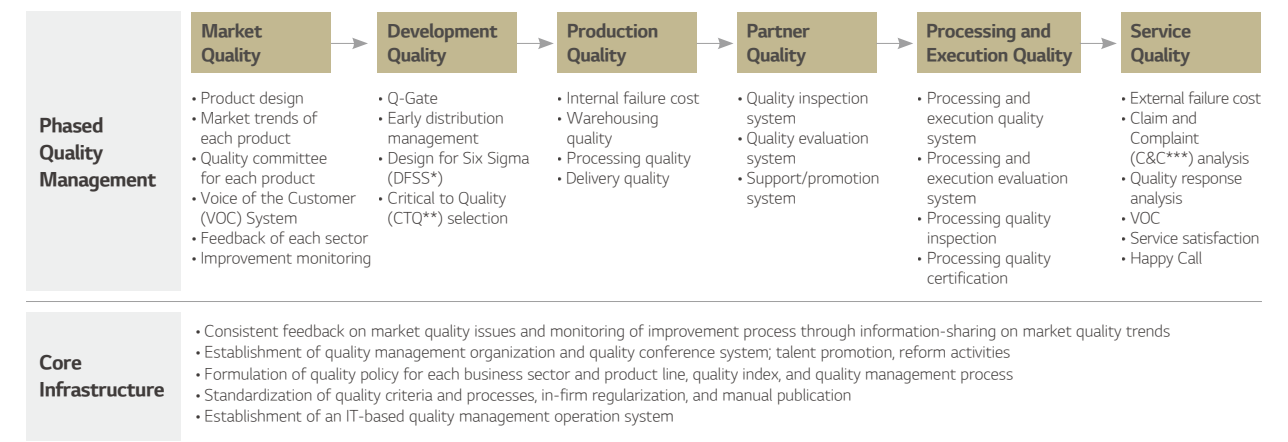 Phased
Quality
Management
Market
Quality
• Product design
• Market trends of
each product
• Quality committee
for each product
• Voice of the Customer
(VOC) System
• Feedback of each sector
• Improvement monitoring
Development
Quality
• Q-Gate
• Early distribution
management
• Design for Six Sigma
(DFSS*)
• Critical to Quality
(CTQ**) selection
Production
Quality
• Internal failure cost
• Warehousing
quality
• Processing quality
• Delivery quality
Partner
Quality
• Quality inspection
system
• Quality evaluation
system
• Support/promotion
system
Processing and
Execution Quality
• Processing and
execution quality
system
• Processing and
execution evaluation
system
• Processing quality
inspection
• Processing quality
certification
Service
Quality
• External failure cost
• Claim and
Complaint
(C&C***) analysis
• Quality response
analysis
• VOC
• Service satisfaction
• Happy Call
Core
Infrastructure
• Consistent feedback on market quality issues and monitoring of improvement process through information-sharing on market quality trends
• Establishment of quality management organization and quality conference system; talent promotion, reform activities
• Formulation of quality policy for each business sector and product line, quality index, and quality management process
• Standardization of quality criteria and processes, in-firm regularization, and manual publication
• Establishment of an IT-based quality management operation system